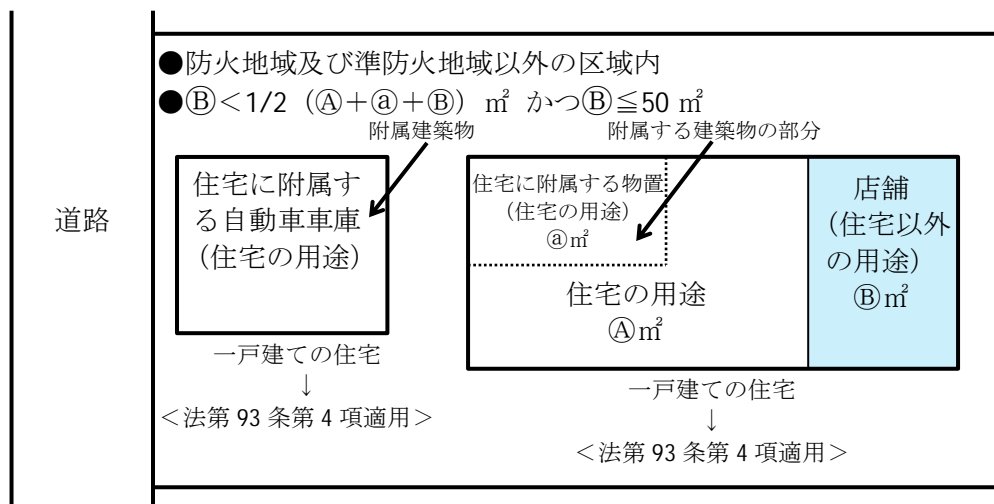 ●防火地域及び準防火地域以外の区域内
●Ⓑ＜1/2（Ⓐ＋ⓐ＋Ⓑ）㎡ かつⒷ≦50 ㎡
附属建築物
附属する建築物の部分
道路
住宅に附属す
る自動車車庫
（住宅の用途）
住宅に附属する物置
（住宅の用途）
ⓐ㎡
住宅の用途
Ⓐ㎡
店舗
（住宅以外
の用途）
Ⓑ㎡
一戸建ての住宅
↓
＜法第 93 条第 4 項適用＞
一戸建ての住宅
↓
＜法第 93 条第 4 項適用＞